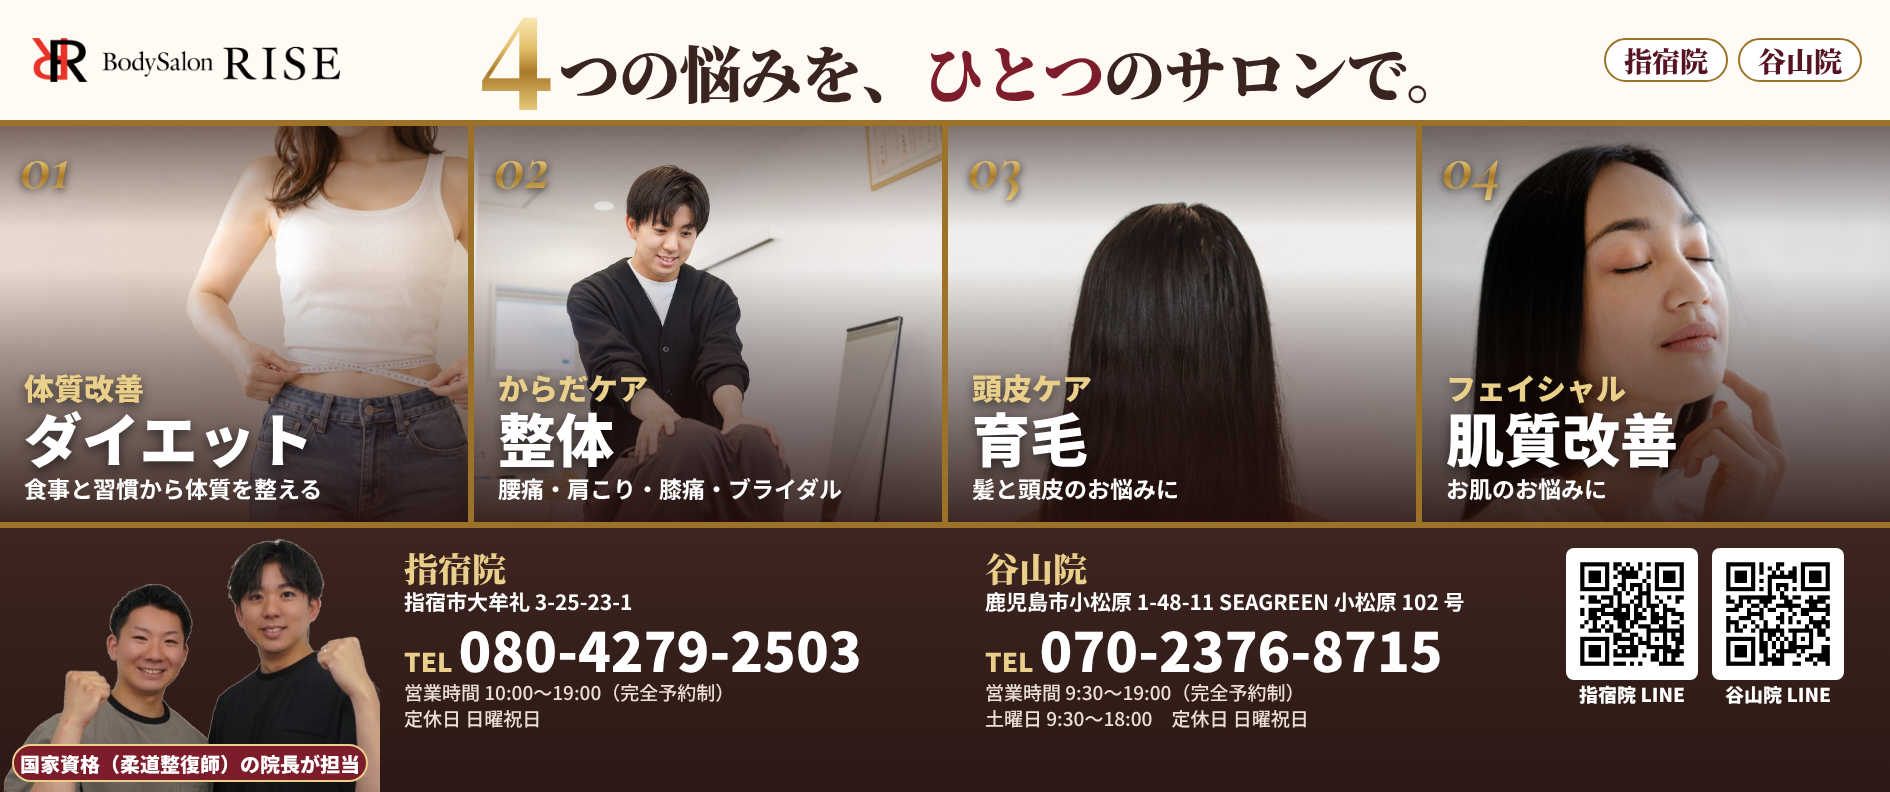 BodySalon RISE
4つの悩みを、ひとつのサロンで。
指宿院
谷山院
01
体質改善
ダイエット
食事と習慣から体質を整える
02
からだケア
整体
腰痛・肩こり・膝痛・ブライダル
03
頭皮ケア
育毛
髪と頭皮のお悩みに
04
フェイシャル
肌質改善
お肌のお悩みに
国家資格（柔道整復師）の院長が担当
指宿院
指宿市大牟礼 3-25-23-1
TEL 080-4279-2503
営業時間 10:00〜19:00（完全予約制）
定休日 日曜祝日
谷山院
鹿児島市小松原 1-48-11 SEAGREEN 小松原 102 号
TEL 070-2376-8715
営業時間 9:30〜19:00（完全予約制）
土曜日 9:30〜18:00　定休日 日曜祝日
指宿院 LINE
谷山院 LINE